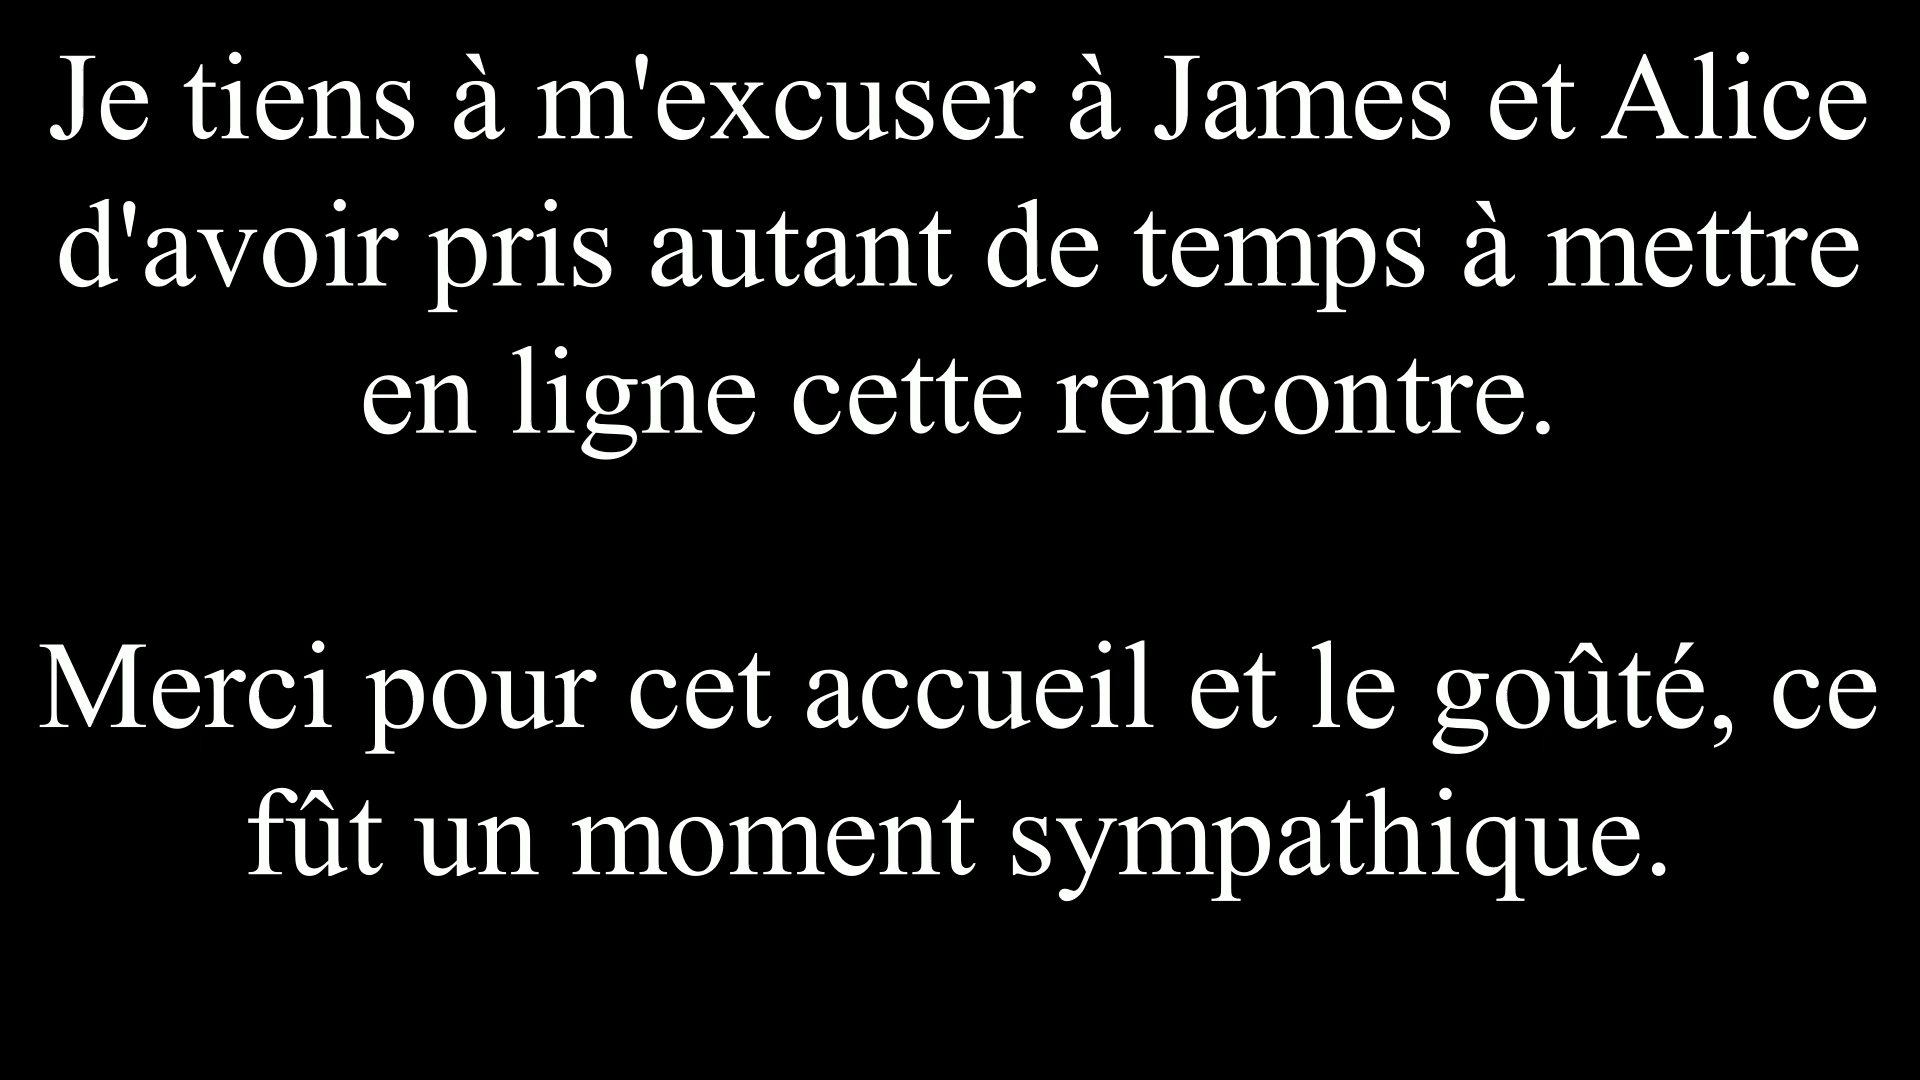 Je tiens à m'excuser à James et Alice
d'avoir pris autant de temps à mettre
en ligne cette rencontre.
Merci pour cet accueil et le goûté, ce
fût un moment sympathique.